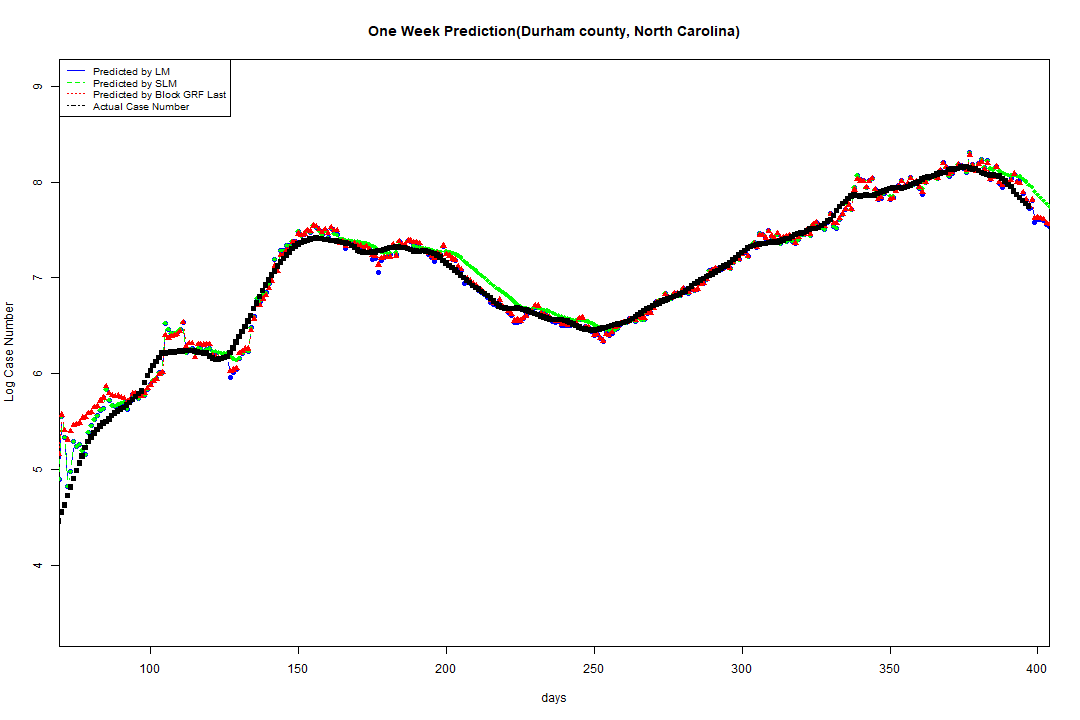 One Week Prediction(Durham county, North Carolina)
Predicted by LM
Predicted by SLM
Predicted by Block GRF Last
Actual Case Number
9
8
7
6
5
4
Log Case Number
100 150 200 250 300 350 400
days